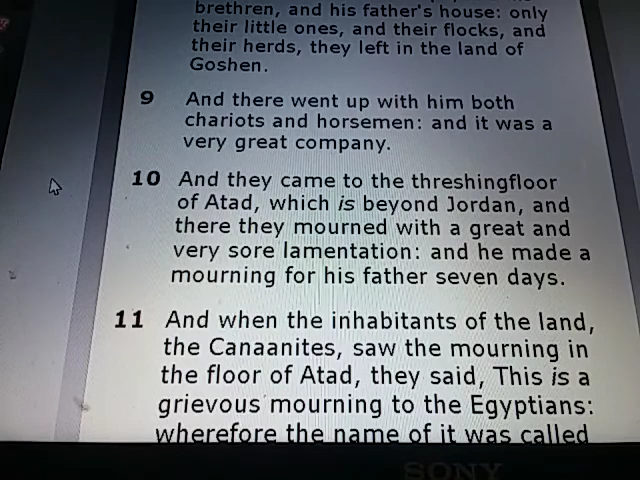 brethren, and his father's house: only
their little ones, and their flocks, and
their herds, they left in the land of
Goshen.
9 And there went up with him both
chariots and horsemen: and it was a
very great company.
10 And they came to the threshingfloor
of Atad, which is beyond Jordan, and
there they mourned with a great and
very sore lamentation: and he made a
mourning for his father seven days.
11 And when the inhabitants of the land,
the Canaanites, saw the mourning in
the floor of Atad, they said, This is a
grievous mourning to the Egyptians:
wherefore the name of it was called
SONY